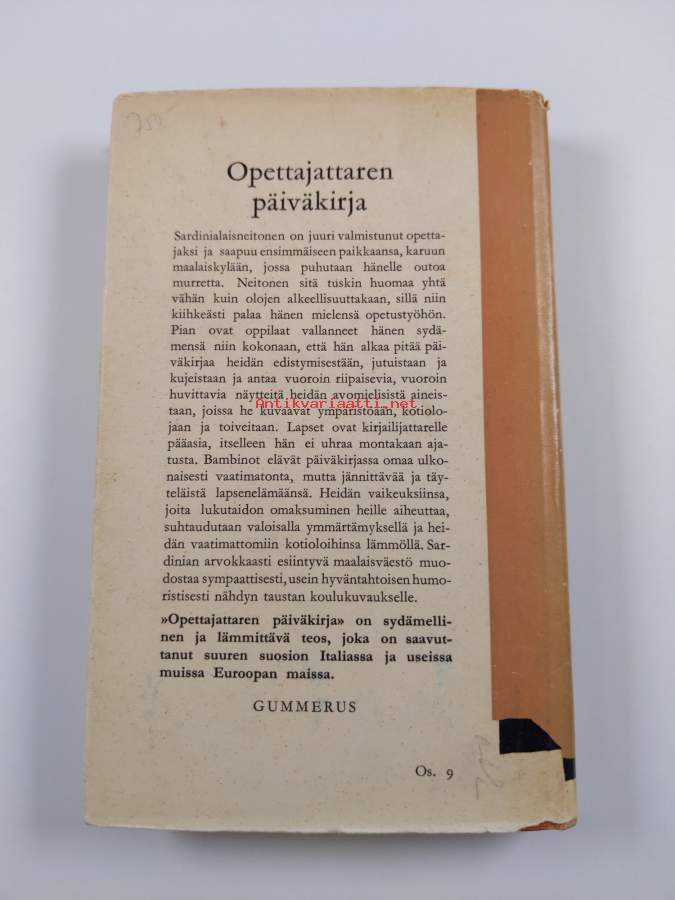 Opettajattaren
päiväkirja
Sardinialaisneitonen on juuri valmistunut opetta-
jaksi ja saapuu ensimmäiseen paikkaansa, karuun
maalaiskylään, jossa puhutaan hänelle outoa
murretta. Neitonen sitä tuskin huomaa yhtä
vähän kuin olojen alkeellisuuttakaan, sillä niin
kiihkeästi palaa hänen mielensä opetustyöhön.
Pian ovat oppilaat vallanneet hänen sydä-
mensä niin kokonaan, että hän alkaa pitää päi-
väkirjaa heidän edistymisestään, jutuistaan ja
kujeistaan ja antaa vuoroin riipaisevia, vuoroin
huvittavia näytteitä heidän avomielisistä aineis-
Antikvariaatti.net
taan, joissa he kuvaavat ympäristöään, kotiolo-
jaan ja toiveitaan. Lapset ovat kirjailijattarelle
pääasia, itselleen hän ei uhraa montakaan aja-
tusta. Bambinot elävät päiväkirjassa omaa ulko-
naisesti vaatimatonta, mutta jännittävää ja täy-
teläistä lapsenelämäänsä. Heidän vaikeuksiinsa,
joita lukutaidon omaksuminen heille aiheuttaa,
suhtaudutaan valoisalla ymmärtämyksellä ja hei-
dän vaatimattomiin kotioloihinsa lämmöllä. Sar-
dinian arvokkaasti esiintyvä maalaisväestö muo-
dostaa sympaattisesti, usein hyväntahtoisen humo-
ristisesti nähdyn taustan koulukuvaukselle.
»Opettajattaren päiväkirja» on sydämelli-
nen ja lämmittävä teos, joka on saavut-
tanut suuren suosion Italiassa ja useissa
muissa Euroopan maissa.
GUMMERUS
Os. 9